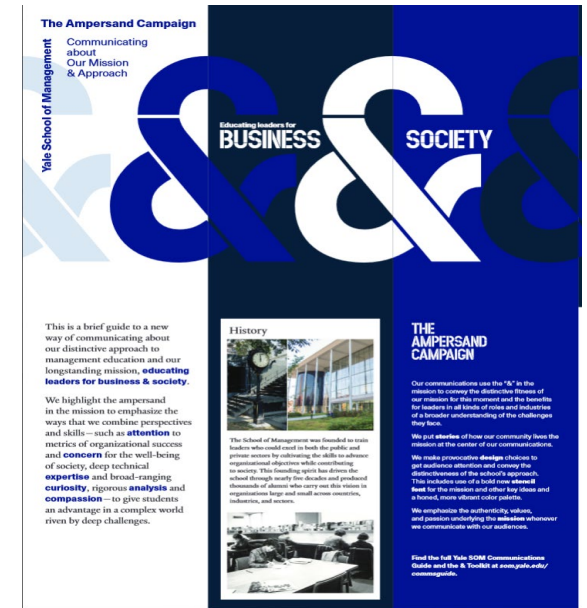 The Ampersand Campaign
Yale School of Management
Communicating
about
Our Mission
& Approach
&
&
&
&
Educating leaders for
BUSINESS
SOCIETY
This is a brief guide to a new
way of communicating about
our distinctive approach to
management education and our
longstanding mission, educating
leaders for business & society.
We highlight the ampersand
in the mission to emphasize the
ways that we combine perspectives
and skills—such as attention to
metrics of organizational success
and concern for the well-being
of society, deep technical
expertise and broad-ranging
curiosity, rigorous analysis and
compassion—to give students
an advantage in a complex world
riven by deep challenges.
History
The School of Management was founded to train
leaders who could excel in both the public and
private sectors by cultivating the skills to advance
organizational objectives while contributing
to society. This founding spirit has driven the
school through nearly five decades and produced
thousands of alumni who carry out this vision in
organizations large and small across countries,
industries, and sectors.
THE
AMPERSAND
CAMPAIGN
Our communications use the “&” in the
mission to convey the distinctive fitness of
our mission for this moment and the benefits
for leaders in all kinds of roles and industries
of a broader understanding of the challenges
they face.
We put stories of how our community lives the
mission at the center of our communications.
We make provocative design choices to
get audience attention and convey the
distinctiveness of the school’s approach.
This includes use of a bold new stencil
font for the mission and other key ideas and
a honed, more vibrant color palette.
We emphasize the authenticity, values,
and passion underlying the mission whenever
we communicate with our audiences.
Find the full Yale SOM Communications
Guide and the & Toolkit at som.yale.edu/
commsguide.